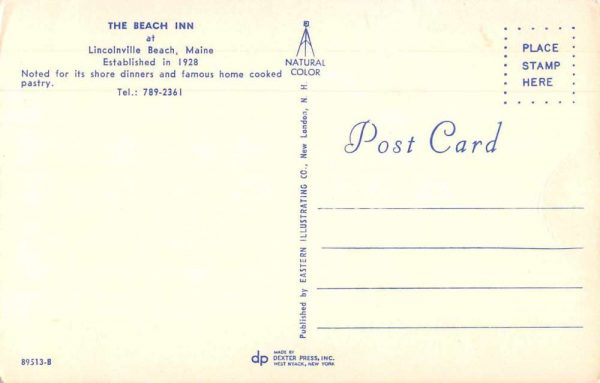 THE BEACH INN
at
Lincolnville Beach, Maine
Established in 1928
Noted for its shore dinners and famous home cooked
pastry.
Tel.: 789-2361
NATURAL
COLOR
PLACE
STAMP
HERE
Post Card
Published by EASTERN ILLUSTRATING CO., New London, N. H.
89513-B
dp
MADE BY
DEXTER PRESS, INC.
WEST NYACK, NEW YORK